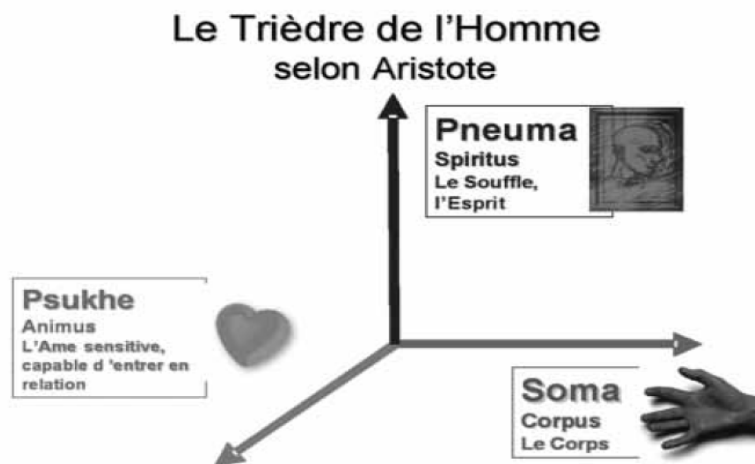 Le Trièdre de l'Homme
selon Aristote
Pneuma
Spiritus
Le Souffle,
l'Esprit
Psukhe
Animus
L'Ame sensitive,
capable d 'entrer en
relation
Soma
Corpus
Le Corps